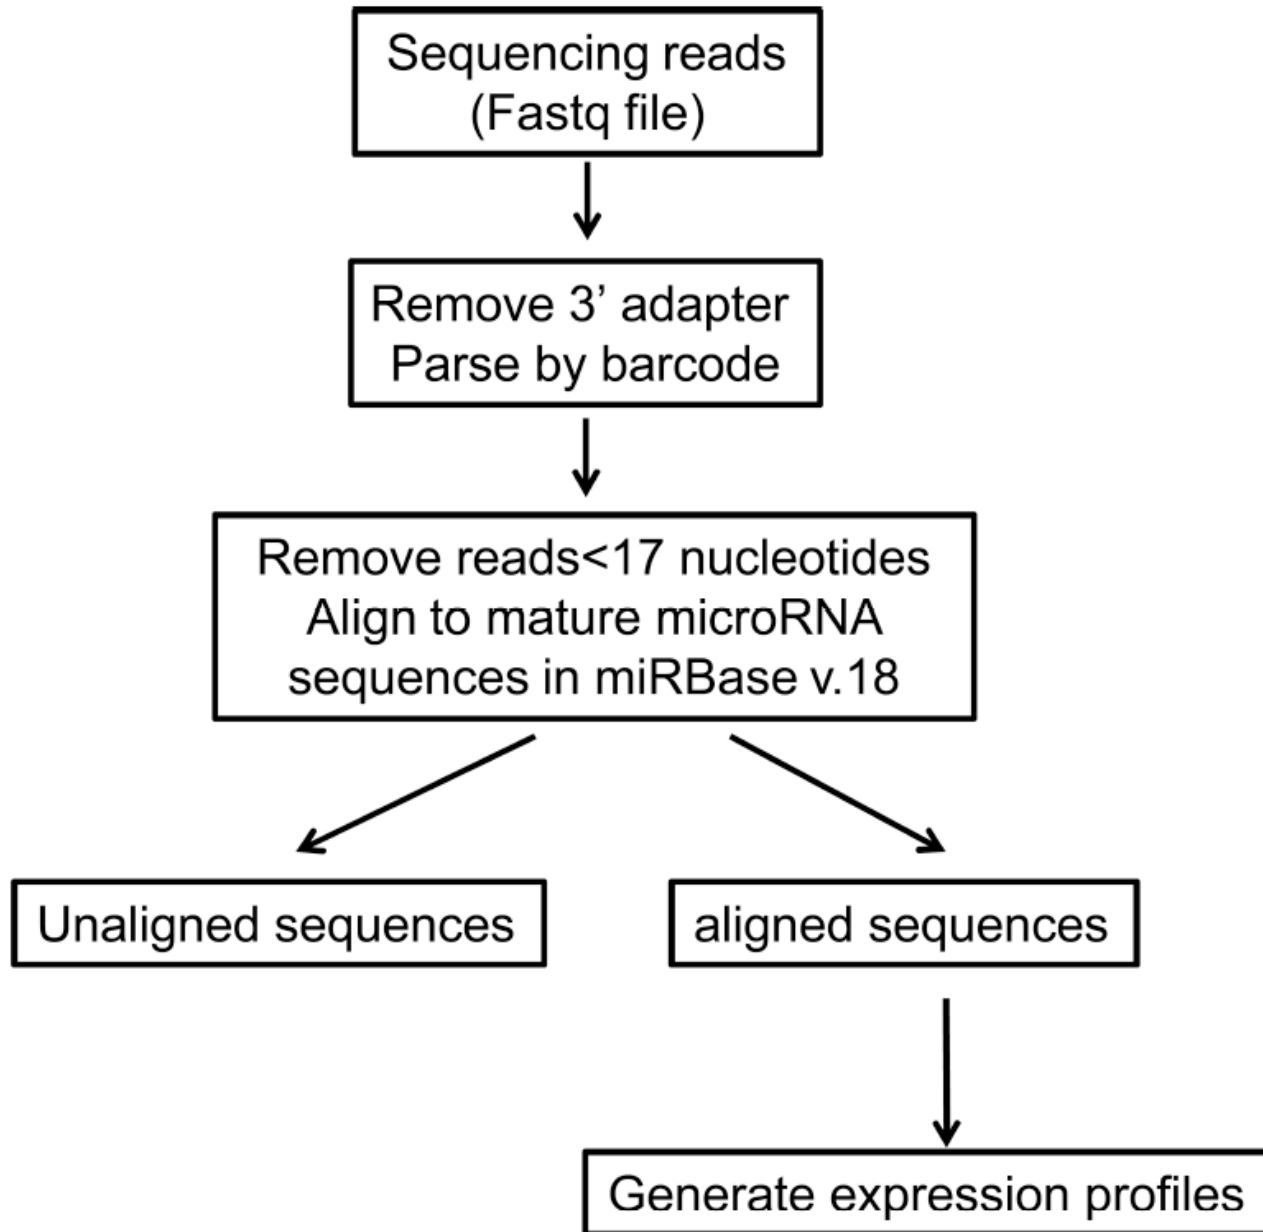 Sequencing reads
(Fastq file)
Remove 3’ adapter
Parse by barcode
Remove reads<17 nucleotides
Align to mature microRNA
sequences in miRBase v.18
Unaligned sequences
aligned sequences
Generate expression profiles